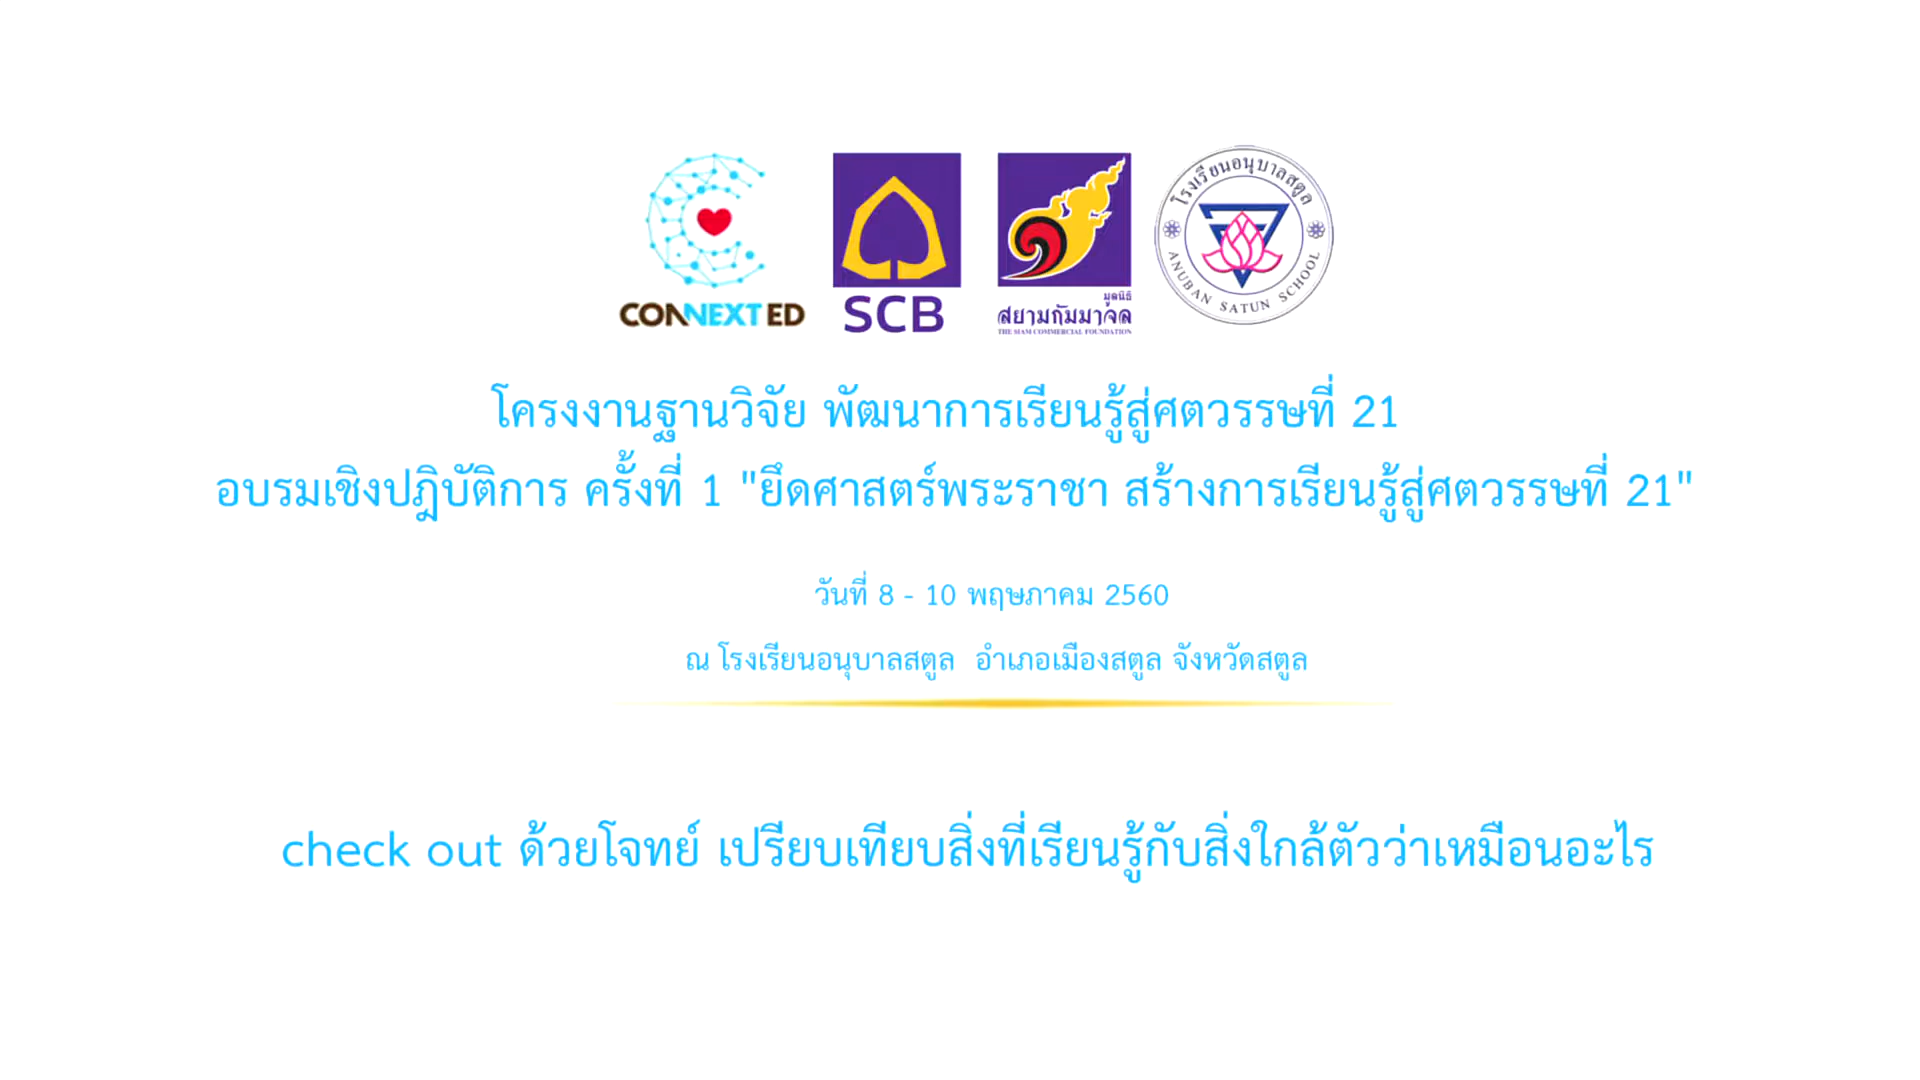 CONNEXT ED
SCB
มูลนิธิ
สยามกัมมาจล
THE SIAM COMMERCIAL FOUNDATION
โรงเรียนอนุบาลสตูล
ANUBAN SATUN SCHOOL
โครงงานฐานวิจัย พัฒนาการเรียนรู้สู่ศตวรรษที่ 21
อบรมเชิงปฎิบัติการ ครั้งที่ 1 "ยึดศาสตร์พระราชา สร้างการเรียนรู้สู่ศตวรรษที่ 21"
วันที่ 8 - 10 พฤษภาคม 2560
ณ โรงเรียนอนุบาลสตูล อำเภอเมืองสตูล จังหวัดสตูล
check out ด้วยโจทย์ เปรียบเทียบสิ่งที่เรียนรู้กับสิ่งใกล้ตัวว่าเหมือนอะไร